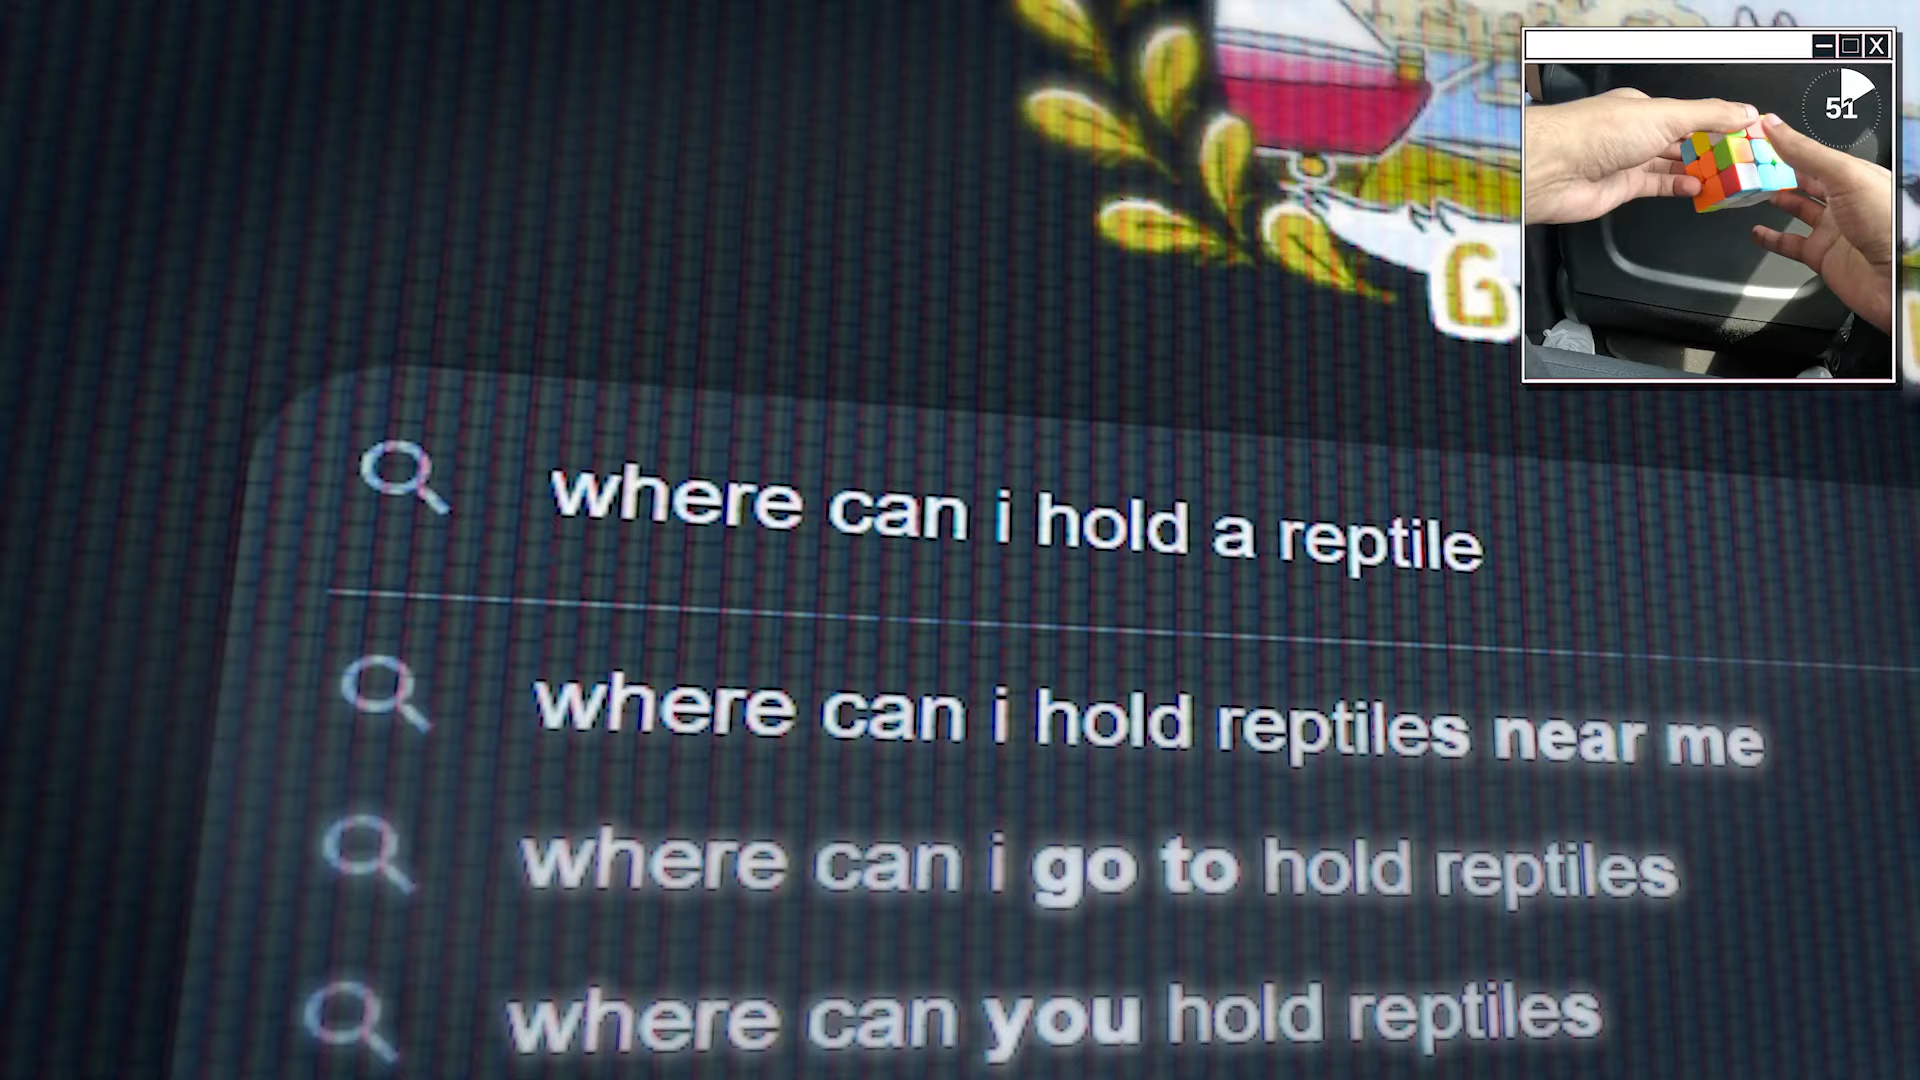 X
51
G
where can i hold a reptile
where can i hold reptiles near me
where can i go to hold reptiles
where can you hold reptiles